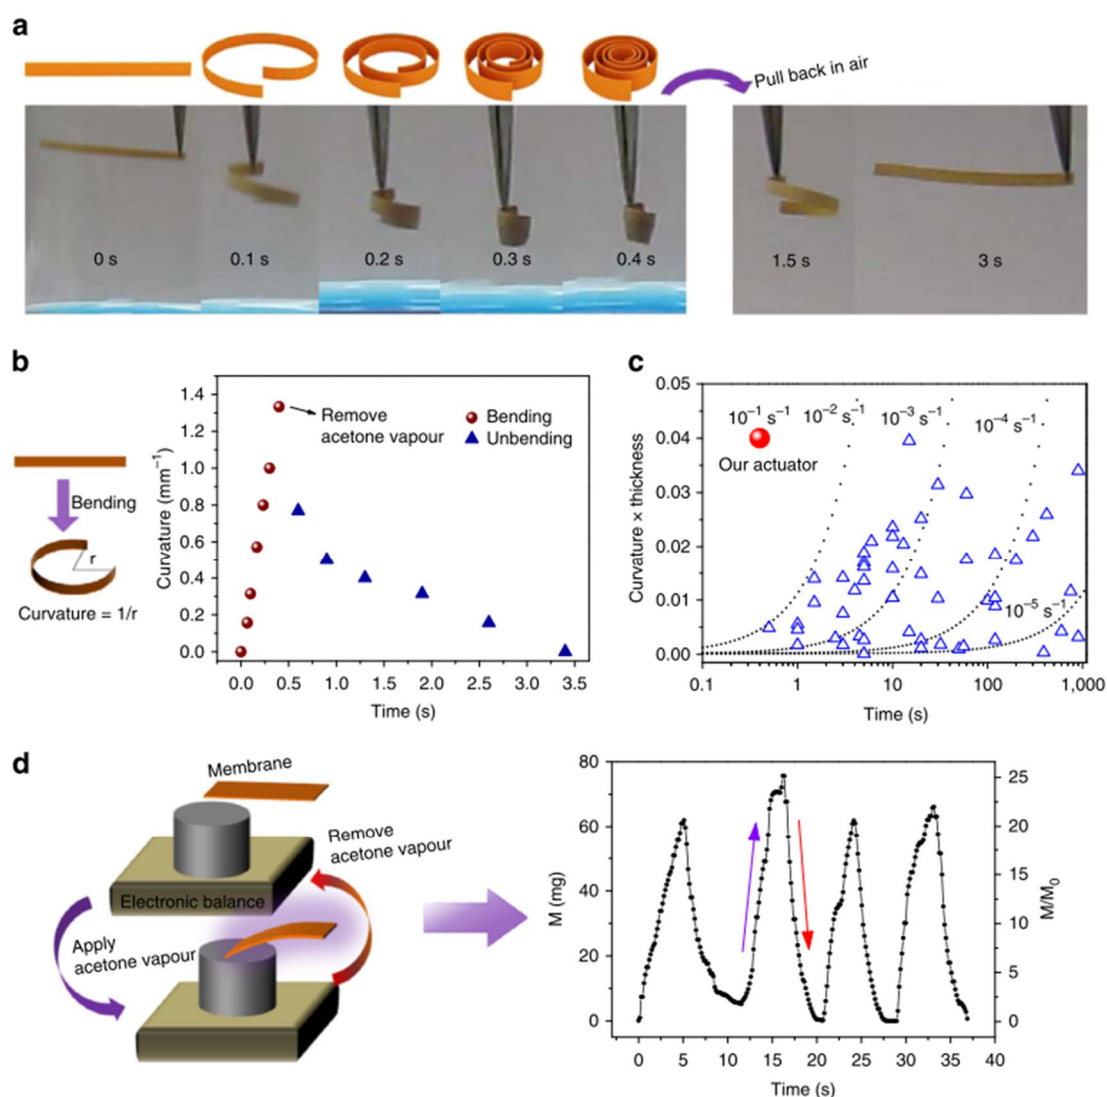 a
Pull back in air
0 s
0.1 s
0.2 s
0.3 s
0.4 s
1.5 s
3 s
b
Bending
r
Curvature = 1/r
Curvature (mm⁻¹)
1.4
1.2
1.0
0.8
0.6
0.4
0.2
0.0
Remove
acetone vapour
Bending
Unbending
0.0 0.5 1.0 1.5 2.0 2.5 3.0 3.5
Time (s)
c
Curvature × thickness
0.05
0.04
0.03
0.02
0.01
0.00
10⁻¹ s⁻¹
10⁻² s⁻¹
10⁻³ s⁻¹
10⁻⁴ s⁻¹
10⁻⁵ s⁻¹
Our actuator
0.1 1 10 100 1,000
Time (s)
d
Membrane
Remove
acetone vapour
Electronic balance
Apply
acetone vapour
M (mg)
80
60
40
20
0
25
20
15
10
5
0
M/M₀
0 5 10 15 20 25 30 35 40
Time (s)